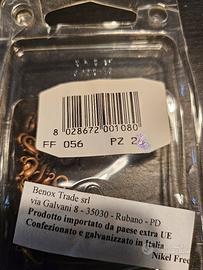 8 028672 001080
FF 056 PZ 2
Benox Trade srl
via Galvani 8 - 35030 - Rubano - PD
Prodotto importato da paese extra UE
Confezionato e galvanizzato in Italia
Nikel Free